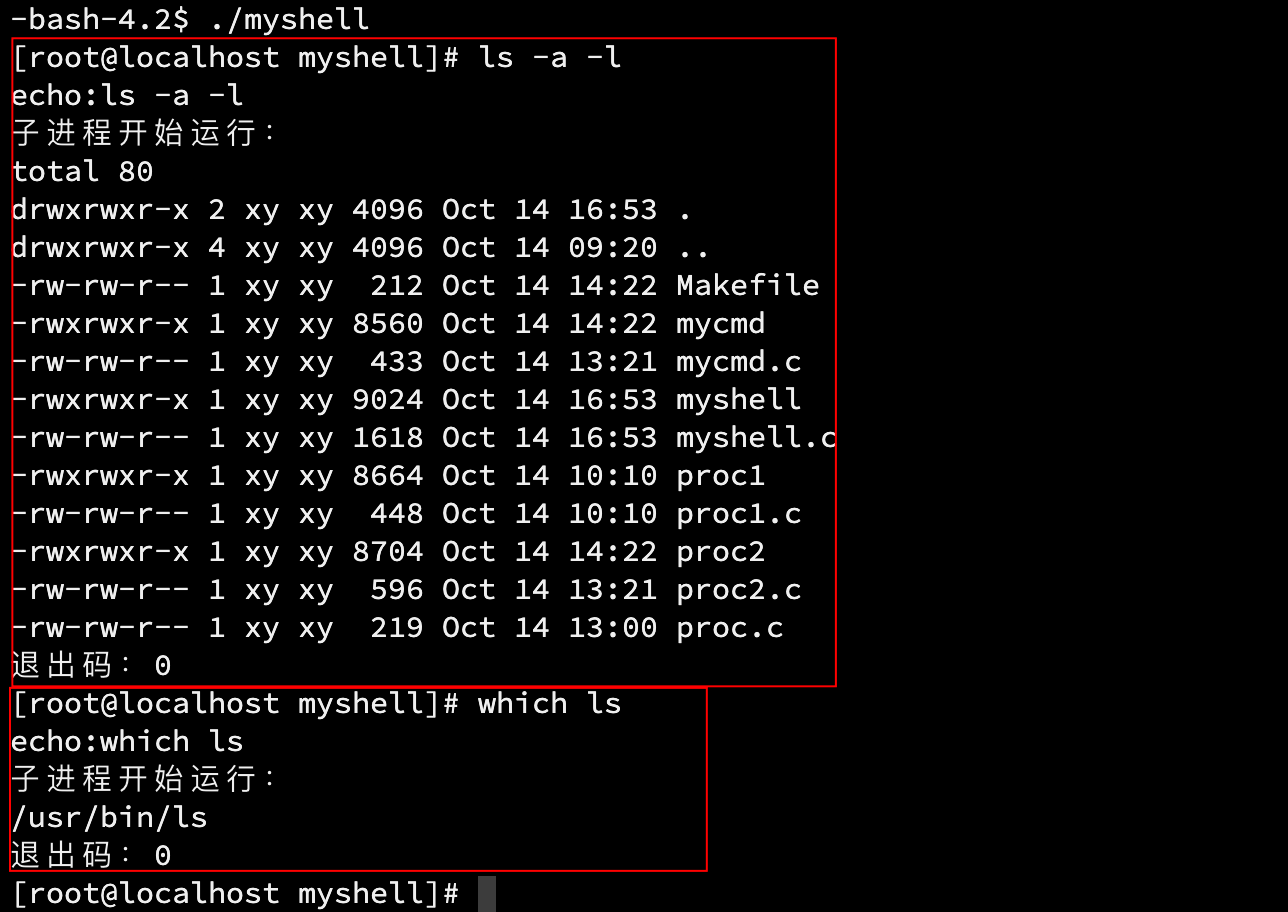 -bash-4.2$ ./myshell
[root@localhost myshell]# ls -a -l
echo:ls -a -l
子进程开始运行：
total 80
drwxrwxr-x 2 xy xy 4096 Oct 14 16:53 .
drwxrwxr-x 4 xy xy 4096 Oct 14 09:20 ..
-rw-rw-r-- 1 xy xy  212 Oct 14 14:22 Makefile
-rwxrwxr-x 1 xy xy 8560 Oct 14 14:22 mycmd
-rw-rw-r-- 1 xy xy  433 Oct 14 13:21 mycmd.c
-rwxrwxr-x 1 xy xy 9024 Oct 14 16:53 myshell
-rw-rw-r-- 1 xy xy 1618 Oct 14 16:53 myshell.c
-rwxrwxr-x 1 xy xy 8664 Oct 14 10:10 proc1
-rw-rw-r-- 1 xy xy  448 Oct 14 10:10 proc1.c
-rwxrwxr-x 1 xy xy 8704 Oct 14 14:22 proc2
-rw-rw-r-- 1 xy xy  596 Oct 14 13:21 proc2.c
-rw-rw-r-- 1 xy xy  219 Oct 14 13:00 proc.c
退出码：0
[root@localhost myshell]# which ls
echo:which ls
子进程开始运行：
/usr/bin/ls
退出码：0
[root@localhost myshell]#